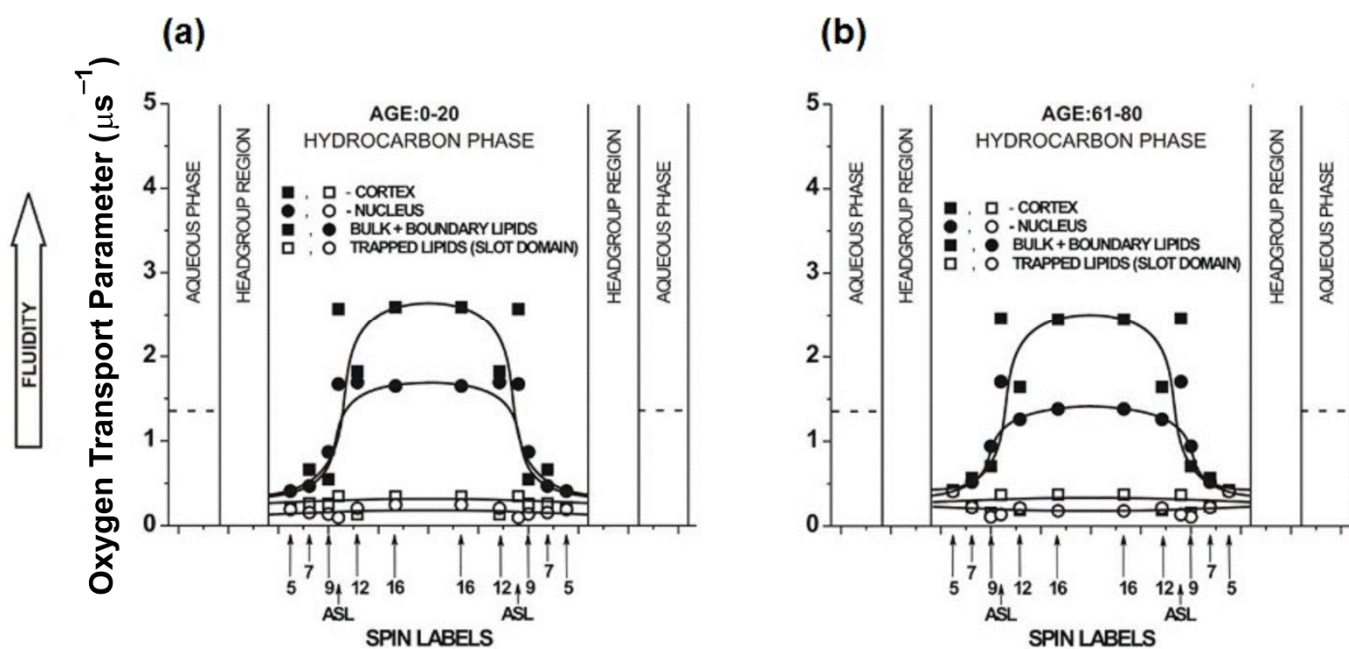 (a)
(b)
FLUIDITY
Oxygen Transport Parameter (μs⁻¹)
5
4
3
2
1
0
AQUEOUS PHASE
HEADGROUP REGION
AGE:0-20
HYDROCARBON PHASE
, - CORTEX
, - NUCLEUS
, BULK + BOUNDARY LIPIDS
, TRAPPED LIPIDS (SLOT DOMAIN)
HEADGROUP REGION
AQUEOUS PHASE
5 7 9 12 16 16 12 9 7 5
ASL ASL
SPIN LABELS
5
4
3
2
1
0
AQUEOUS PHASE
HEADGROUP REGION
AGE:61-80
HYDROCARBON PHASE
, - CORTEX
, - NUCLEUS
, BULK + BOUNDARY LIPIDS
, TRAPPED LIPIDS (SLOT DOMAIN)
HEADGROUP REGION
AQUEOUS PHASE
5 7 9 12 16 16 12 9 7 5
ASL ASL
SPIN LABELS